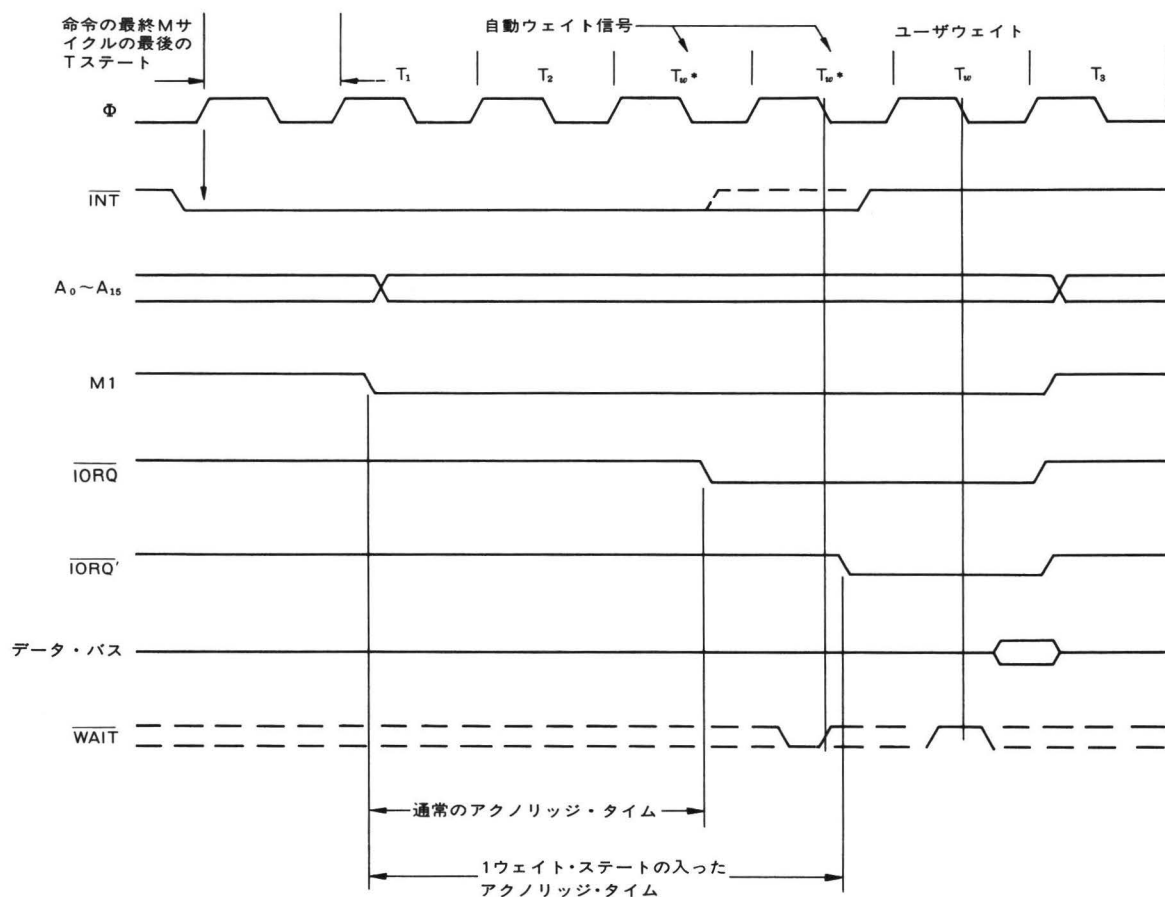 命令の最終Mサ
イクルの最後の
Tステート
自動ウェイト信号
ユーザウェイト
T₁ T₂ T𝑤* T𝑤* T𝑤 T₃
Φ
I̅N̅T̅
A₀～A₁₅
M1
I̅O̅R̅Q̅
I̅O̅R̅Q̅'
データ・バス
W̅A̅I̅T̅
通常のアクノリッジ・タイム
1ウェイト・ステートの入った
アクノリッジ・タイム